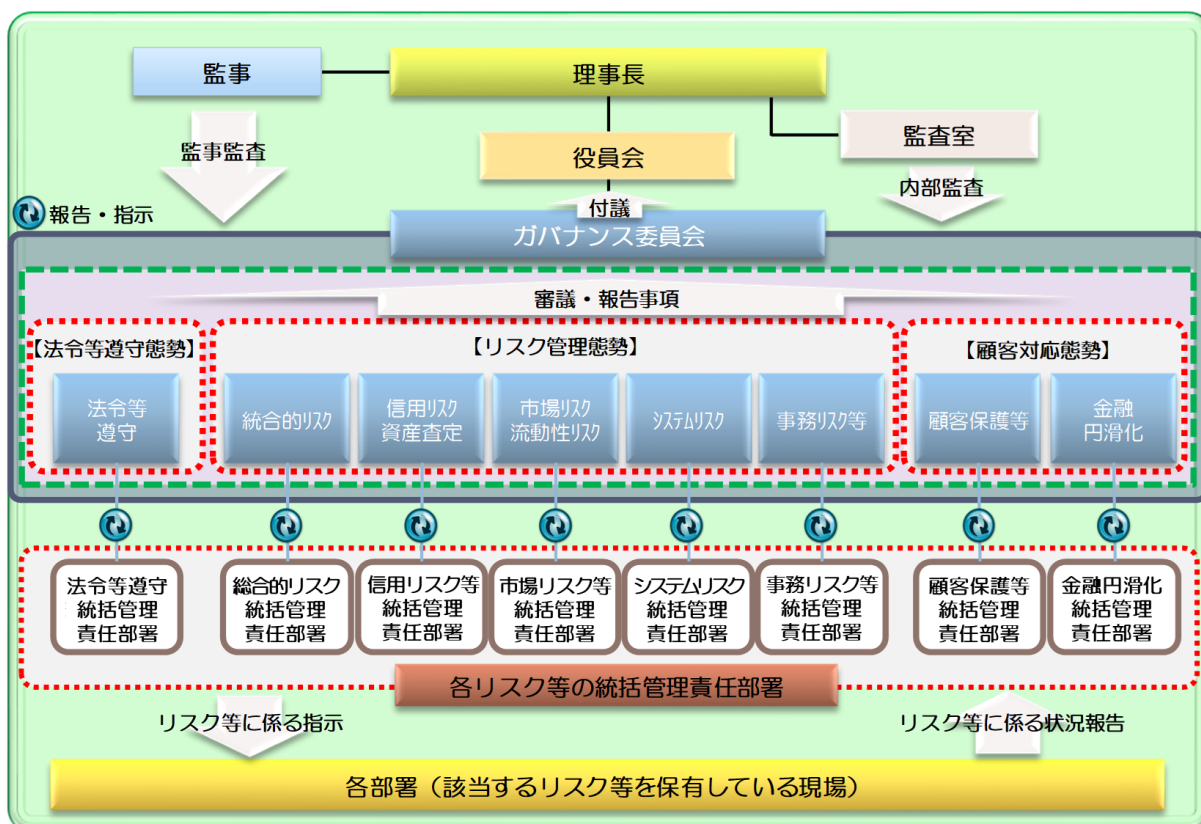 監事
理事長
監事監査
役員会
監査室
内部監査
付議
報告・指示
ガバナンス委員会
審議・報告事項
【法令等遵守態勢】
【リスク管理態勢】
【顧客対応態勢】
法令等
遵守
統合的ﾘｽｸ
信用ﾘｽｸ
資産査定
市場ﾘｽｸ
流動性ﾘｽｸ
ｼｽﾃﾑﾘｽｸ
事務ﾘｽｸ等
顧客保護等
金融
円滑化
法令等遵守
統括管理
責任部署
総合的リスク
統括管理
責任部署
信用リスク等
統括管理
責任部署
市場リスク等
統括管理
責任部署
システムリスク
統括管理
責任部署
事務リスク等
統括管理
責任部署
顧客保護等
統括管理
責任部署
金融円滑化
統括管理
責任部署
各リスク等の統括管理責任部署
リスク等に係る指示
リスク等に係る状況報告
各部署（該当するリスク等を保有している現場）